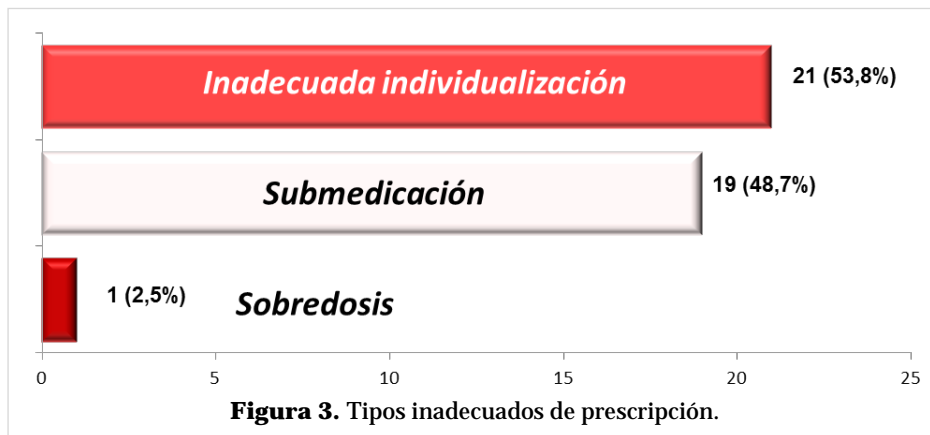 Inadecuada individualización
21 (53,8%)
Submedicación
19 (48,7%)
1 (2,5%)
Sobredosis
0 5 10 15 20 25
Figura 3. Tipos inadecuados de prescripción.